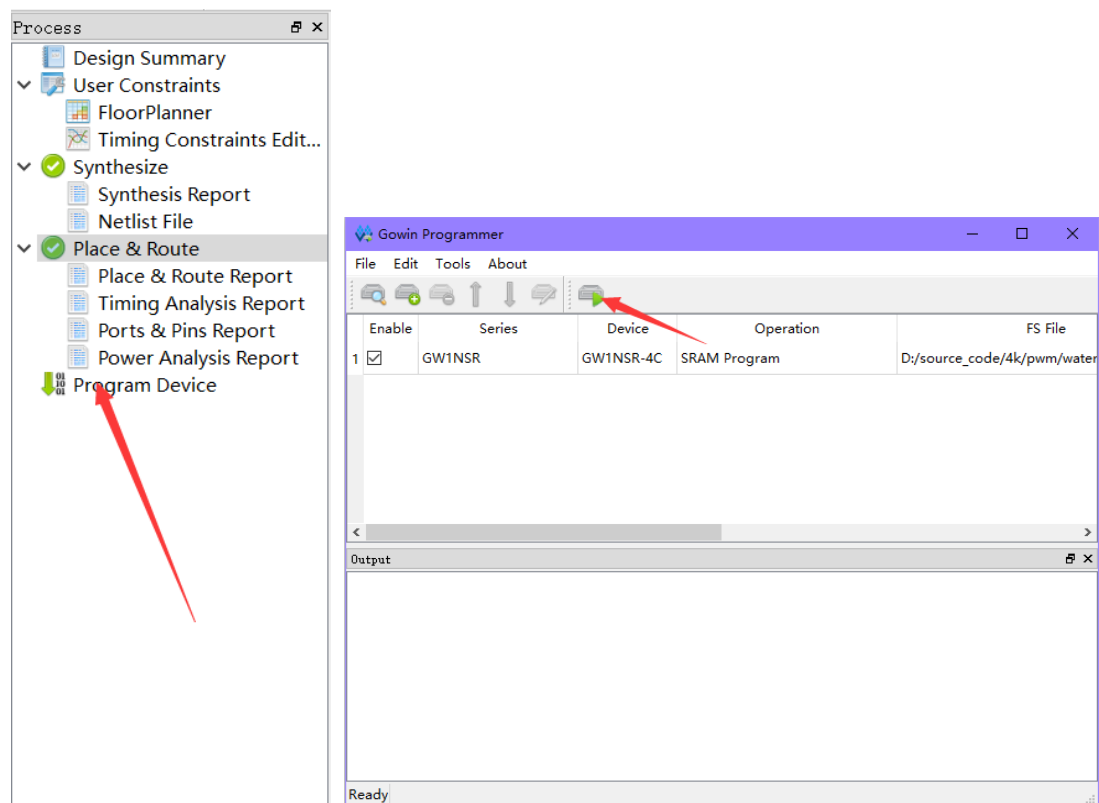 Process
Design Summary
User Constraints
FloorPlanner
Timing Constraints Edit...
Synthesize
Synthesis Report
Netlist File
Place & Route
Place & Route Report
Timing Analysis Report
Ports & Pins Report
Power Analysis Report
Program Device
Gowin Programmer
File Edit Tools About
Enable Series Device Operation FS File
1 GW1NSR GW1NSR-4C SRAM Program D:/source_code/4k/pwm/water
Output
Ready